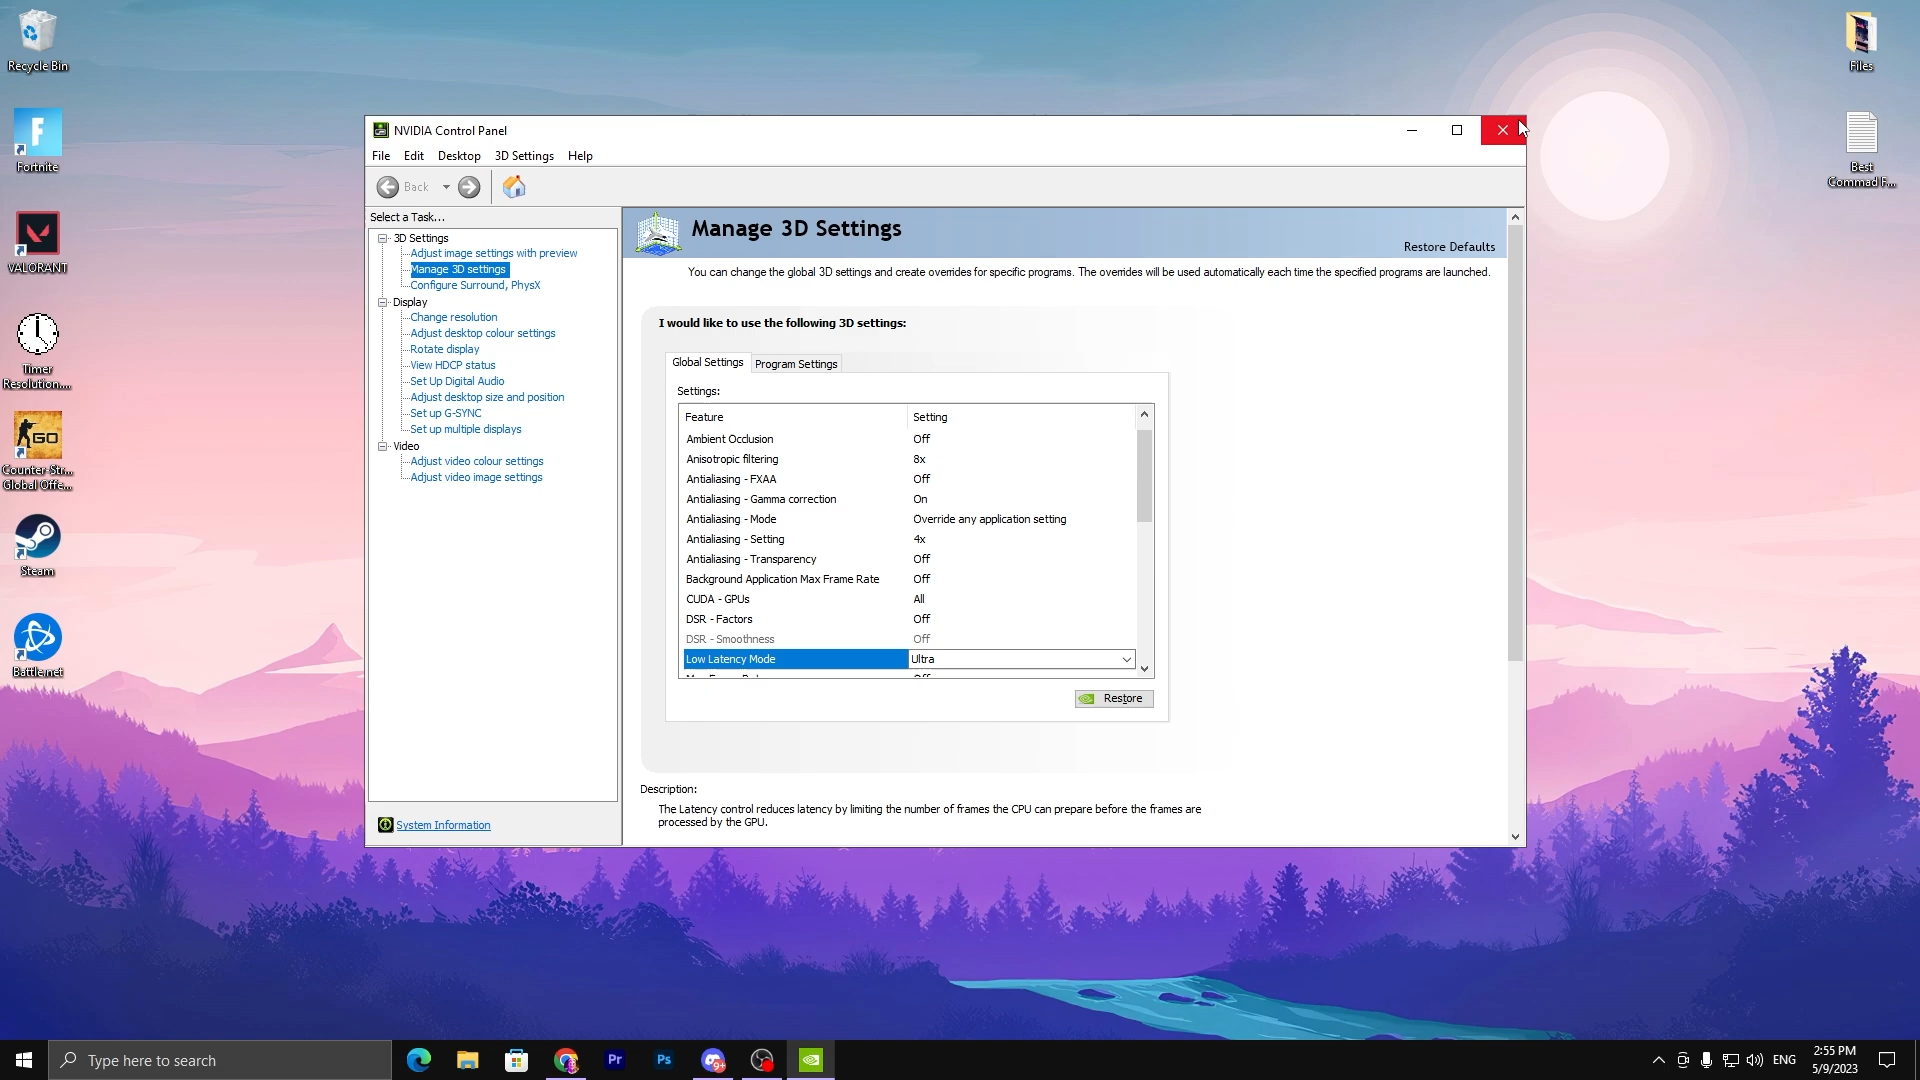 Recycle Bin
Fortnite
VALORANT
Timer
Resolution....
Counter-Str...
Global Offe...
Steam
Battle.net
Files
Best
Commad F...
NVIDIA Control Panel
File Edit Desktop 3D Settings Help
Back
Select a Task...
3D Settings
Adjust image settings with preview
Manage 3D settings
Configure Surround, PhysX
Display
Change resolution
Adjust desktop colour settings
Rotate display
View HDCP status
Set Up Digital Audio
Adjust desktop size and position
Set up G-SYNC
Set up multiple displays
Video
Adjust video colour settings
Adjust video image settings
System Information
Manage 3D Settings
Restore Defaults
You can change the global 3D settings and create overrides for specific programs. The overrides will be used automatically each time the specified programs are launched.
I would like to use the following 3D settings:
Global Settings Program Settings
Settings:
Feature Setting
Ambient Occlusion Off
Anisotropic filtering 8x
Antialiasing - FXAA Off
Antialiasing - Gamma correction On
Antialiasing - Mode Override any application setting
Antialiasing - Setting 4x
Antialiasing - Transparency Off
Background Application Max Frame Rate Off
CUDA - GPUs All
DSR - Factors Off
DSR - Smoothness Off
Low Latency Mode Ultra
Restore
Description:
The Latency control reduces latency by limiting the number of frames the CPU can prepare before the frames are
processed by the GPU.
Type here to search
Pr
Ps
9+
ENG
2:55 PM
5/9/2023